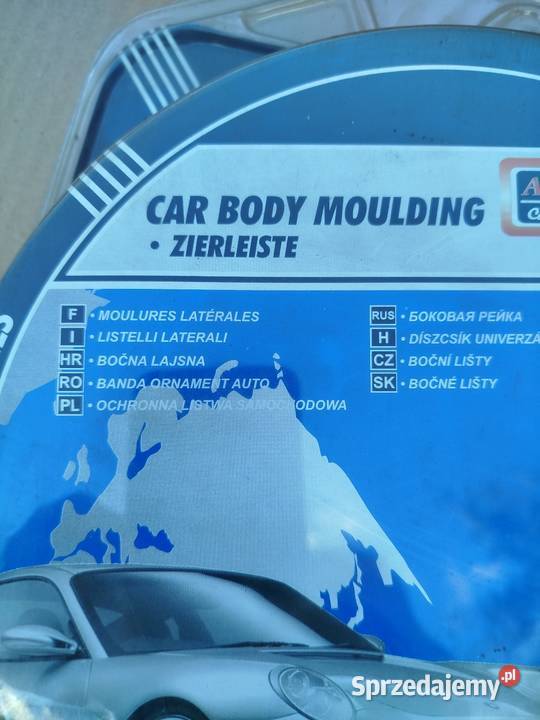 CAR BODY MOULDING
• ZIERLEISTE
F • MOULURES LATÉRALES
I • LISTELLI LATERALI
HR • BOČNA LAJSNA
RO • BANDA ORNAMENT AUTO
PL • OCHRONNA LISTWA SAMOCHODOWA
RUS • БОКОВАЯ РЕЙКА
H • DÍSZCSÍK
CZ • BOČNÍ LIŠTY
SK • BOČNÉ LIŠTY
Sprzedajemy.pl